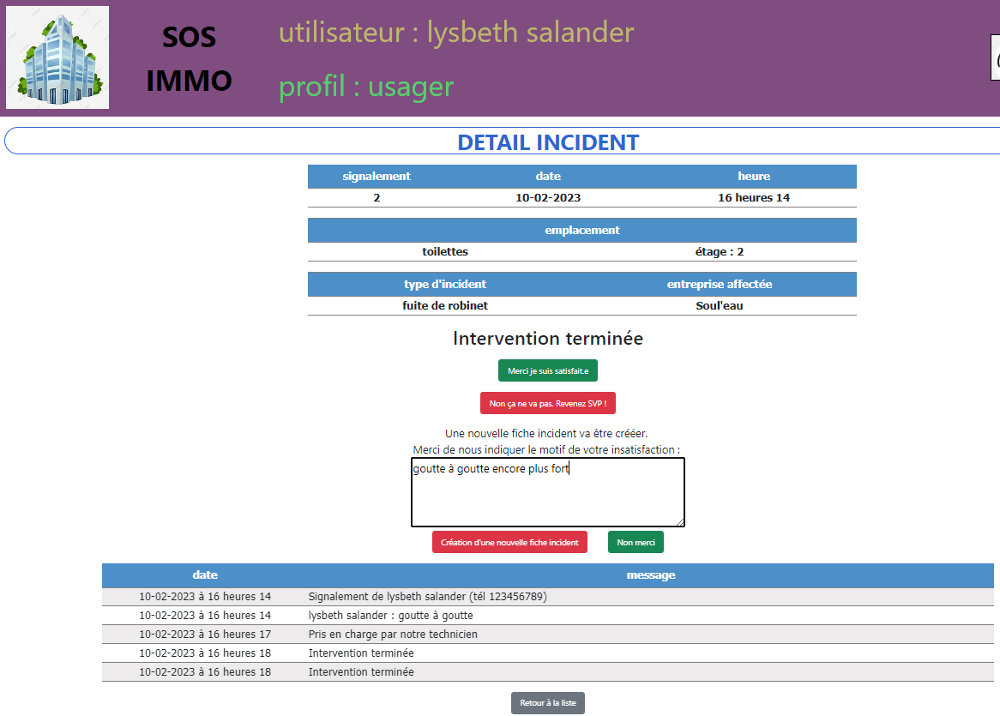 SOS
IMMO
utilisateur : lysbeth salander
profil : usager
DETAIL INCIDENT
signalement date heure
2 10-02-2023 16 heures 14
emplacement
toilettes étage : 2
type d'incident entreprise affectée
fuite de robinet Soul'eau
Intervention terminée
Merci je suis satisfait.e
Non ça ne va pas. Revenez SVP !
Une nouvelle fiche incident va être crééer.
Merci de nous indiquer le motif de votre insatisfaction :
goutte à goutte encore plus fort
Création d'une nouvelle fiche incident Non merci
date message
10-02-2023 à 16 heures 14 Signalement de lysbeth salander (tél 123456789)
10-02-2023 à 16 heures 14 lysbeth salander : goutte à goutte
10-02-2023 à 16 heures 17 Pris en charge par notre technicien
10-02-2023 à 16 heures 18 Intervention terminée
10-02-2023 à 16 heures 18 Intervention terminée
Retour à la liste